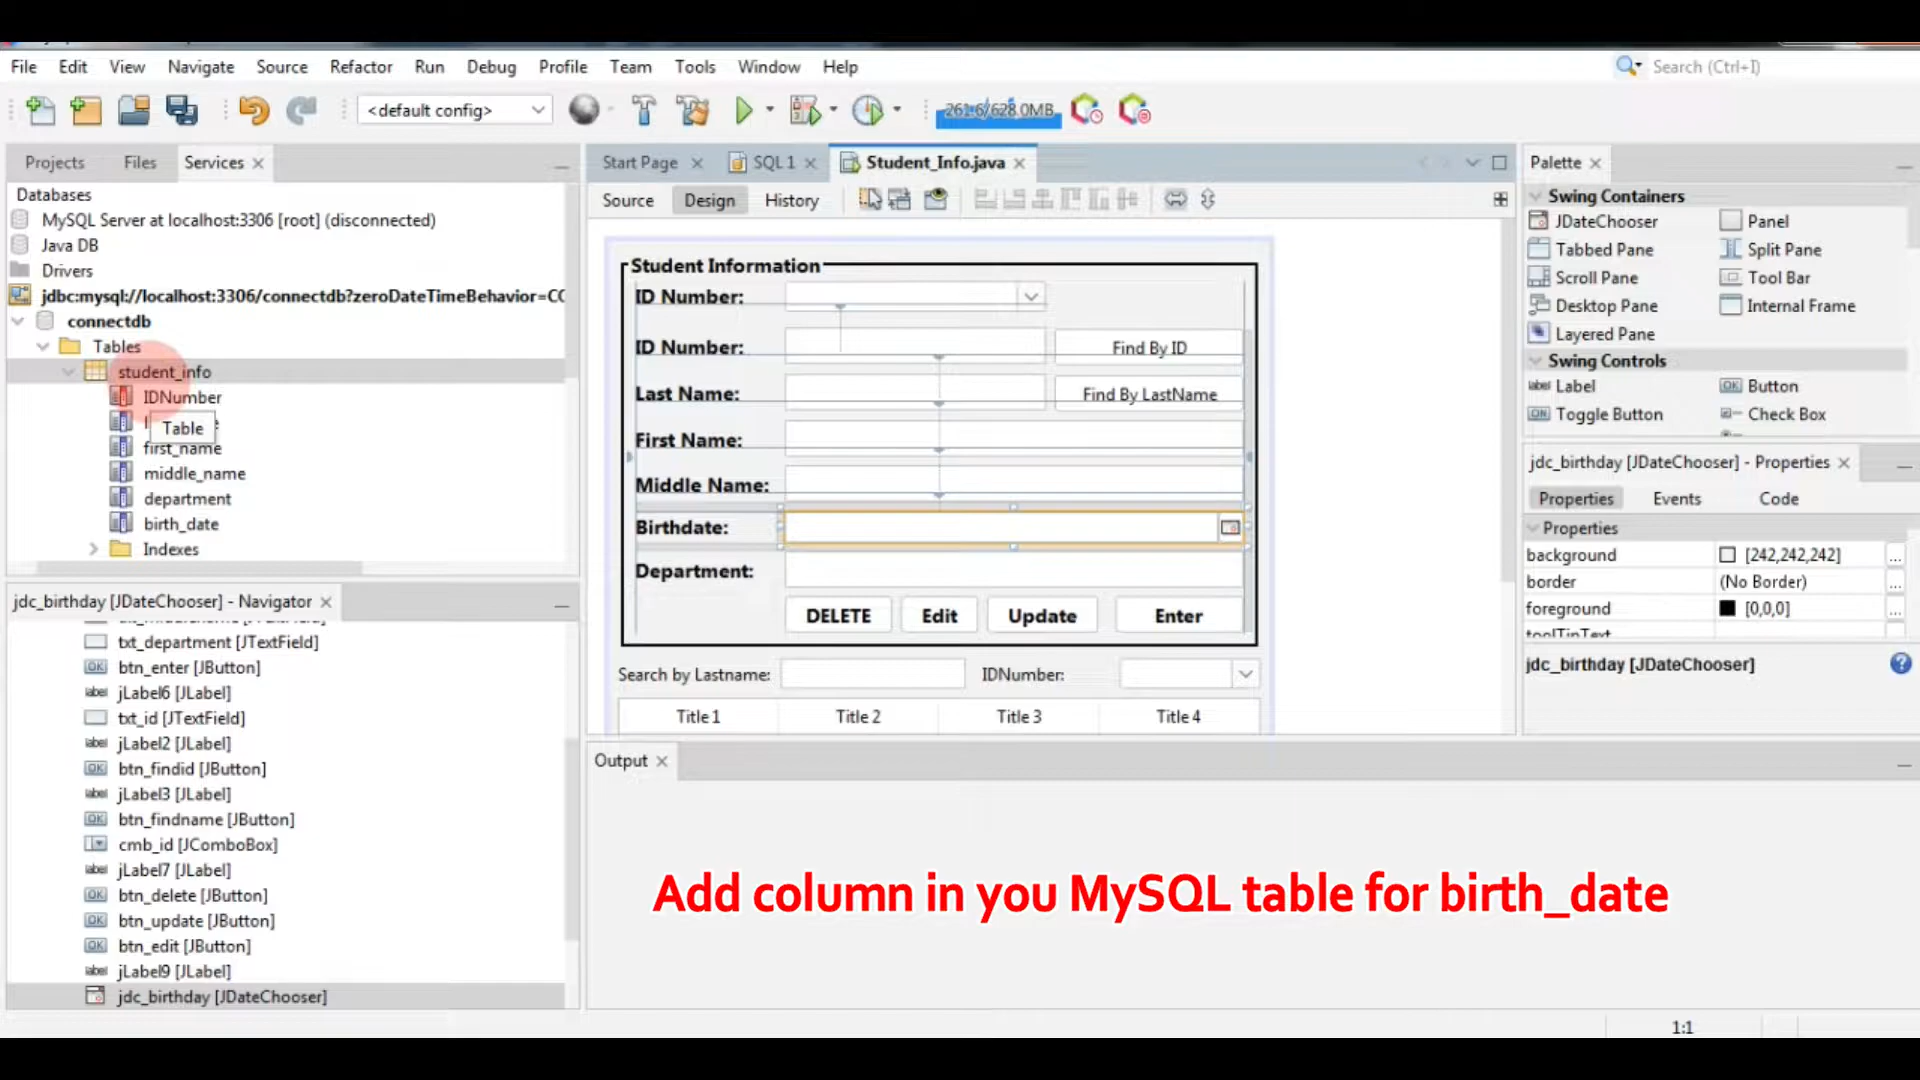 File Edit View Navigate Source Refactor Run Debug Profile Team Tools Window Help
Search (Ctrl+I)
<default config>
261.6/628.0MB
Projects Files Services
Databases
MySQL Server at localhost:3306 [root] (disconnected)
Java DB
Drivers
jdbc:mysql://localhost:3306/connectdb?zeroDateTimeBehavior=CO
connectdb
Tables
student_info
IDNumber
Table
first_name
middle_name
department
birth_date
Indexes
jdc_birthday [JDateChooser] - Navigator
txt_department [JTextField]
btn_enter [JButton]
jLabel6 [JLabel]
txt_id [JTextField]
jLabel2 [JLabel]
btn_findid [JButton]
jLabel3 [JLabel]
btn_findname [JButton]
cmb_id [JComboBox]
jLabel7 [JLabel]
btn_delete [JButton]
btn_update [JButton]
btn_edit [JButton]
jLabel9 [JLabel]
jdc_birthday [JDateChooser]
Start Page SQL 1 Student_Info.java
Source Design History
Student Information
ID Number:
ID Number: Find By ID
Last Name: Find By LastName
First Name:
Middle Name:
Birthdate:
Department:
DELETE Edit Update Enter
Search by Lastname: IDNumber:
Title 1 Title 2 Title 3 Title 4
Output
Add column in you MySQL table for birth_date
Palette
Swing Containers
JDateChooser Panel
Tabbed Pane Split Pane
Scroll Pane Tool Bar
Desktop Pane Internal Frame
Layered Pane
Swing Controls
label Label OK Button
ON Toggle Button Check Box
jdc_birthday [JDateChooser] - Properties
Properties Events Code
Properties
background [242,242,242] ...
border (No Border) ...
foreground [0,0,0] ...
toolTipText
jdc_birthday [JDateChooser]
1:1